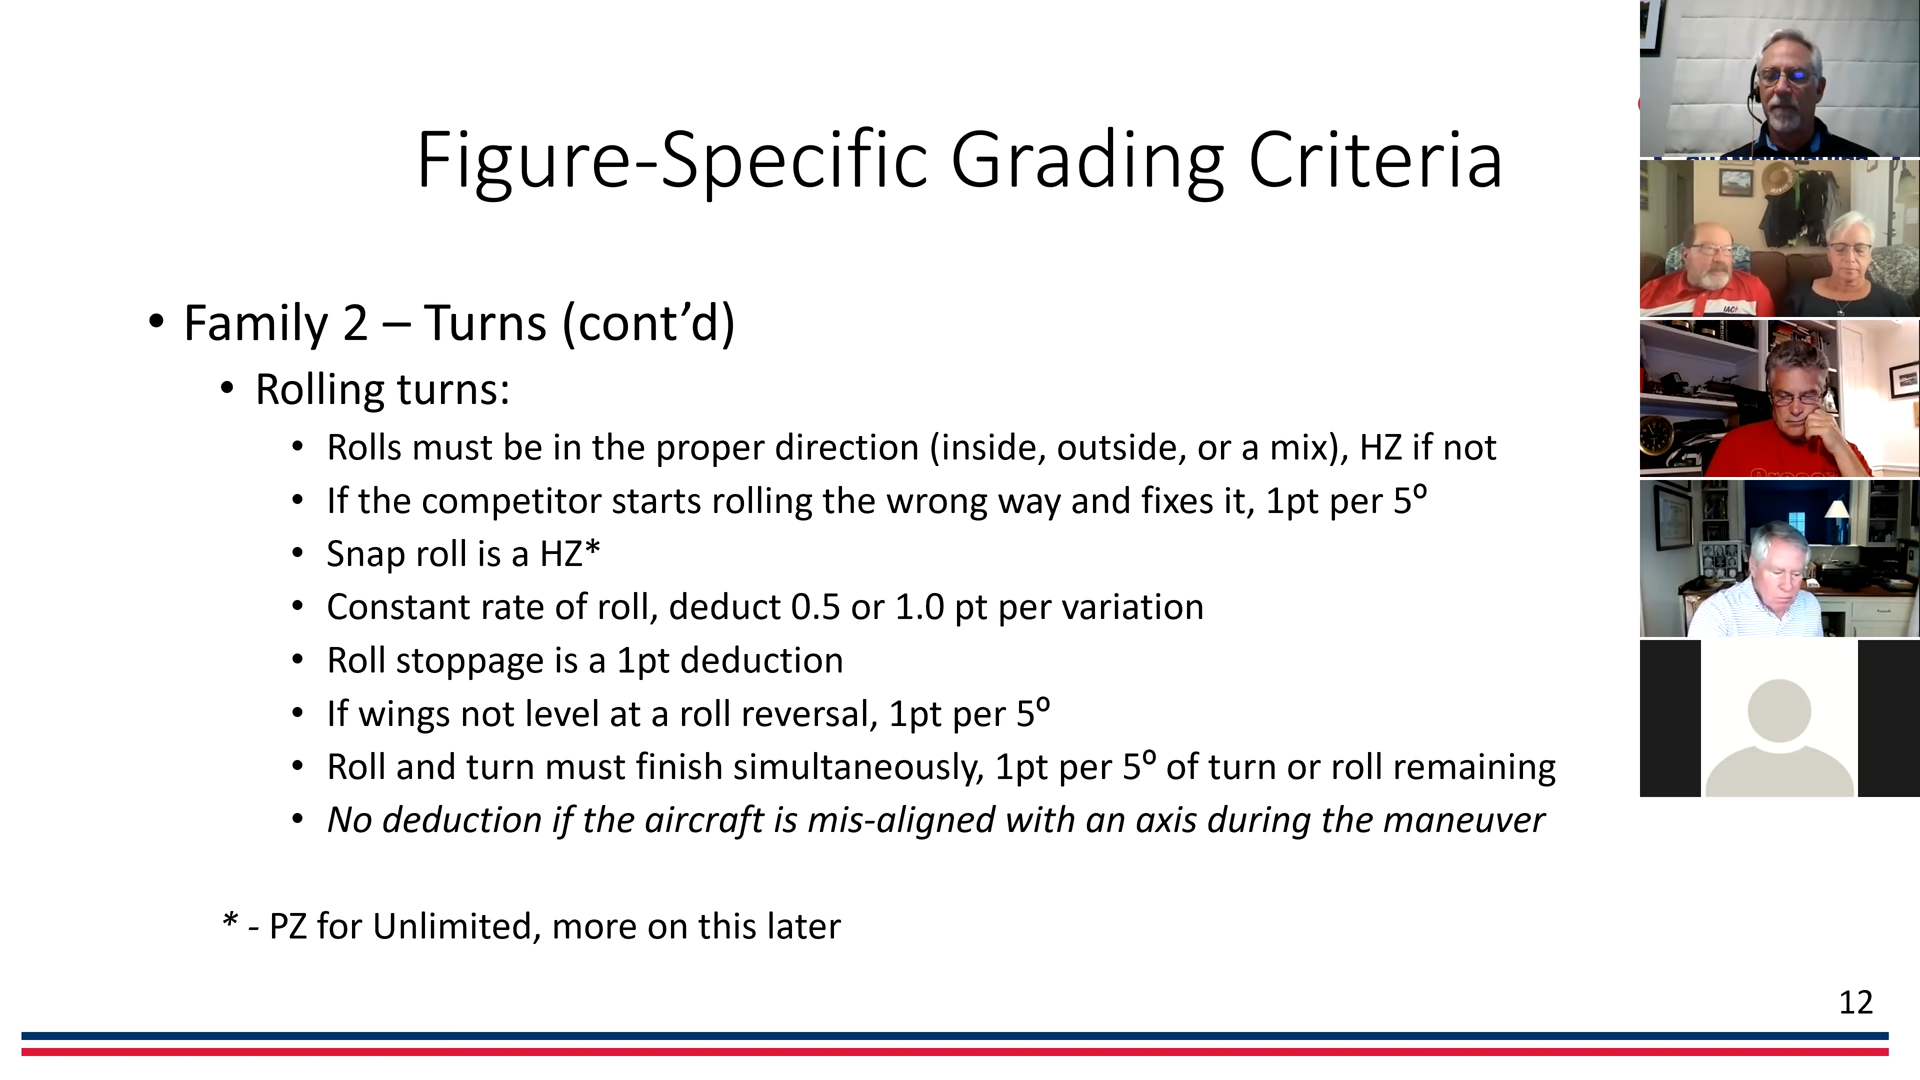 Figure-Specific Grading Criteria
• Family 2 – Turns (cont’d)
• Rolling turns:
• Rolls must be in the proper direction (inside, outside, or a mix), HZ if not
• If the competitor starts rolling the wrong way and fixes it, 1pt per 5⁰
• Snap roll is a HZ*
• Constant rate of roll, deduct 0.5 or 1.0 pt per variation
• Roll stoppage is a 1pt deduction
• If wings not level at a roll reversal, 1pt per 5⁰
• Roll and turn must finish simultaneously, 1pt per 5⁰ of turn or roll remaining
• No deduction if the aircraft is mis-aligned with an axis during the maneuver
* - PZ for Unlimited, more on this later
12
IAC